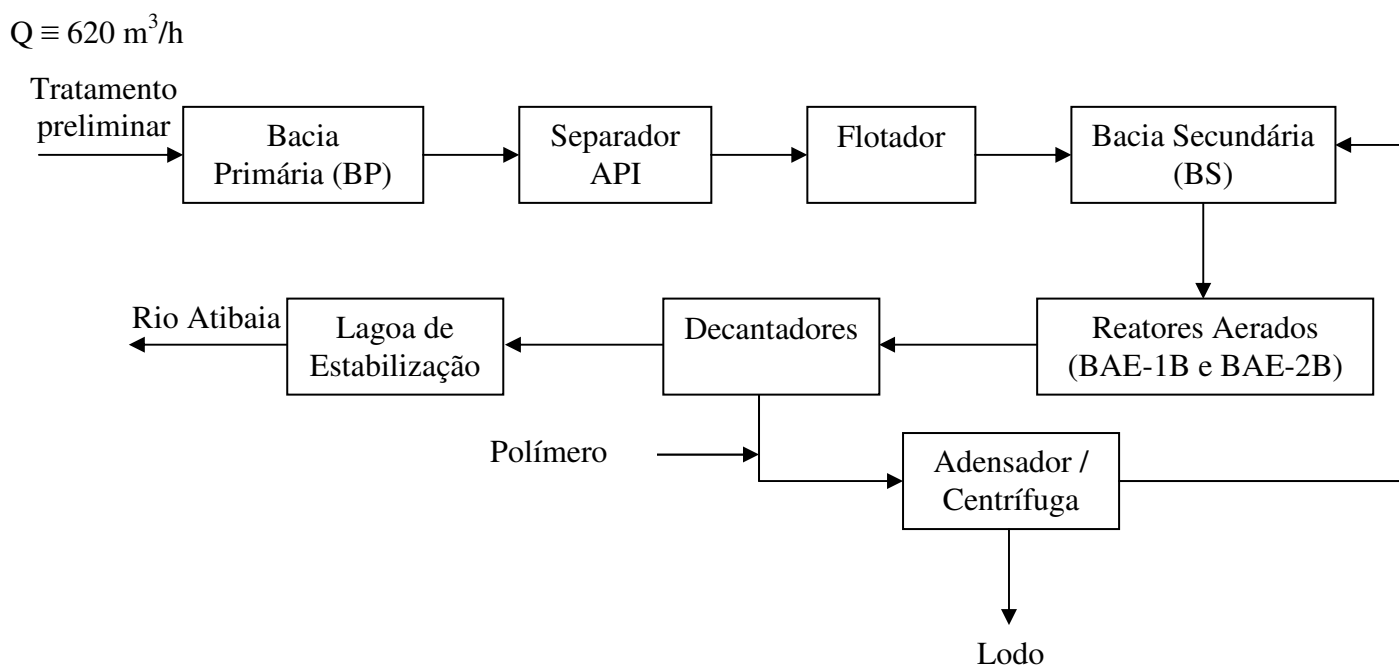 Q ≡ 620 m³/h
Tratamento
preliminar
Bacia
Primária (BP)
Separador
API
Flotador
Bacia Secundária
(BS)
Rio Atibaia
Lagoa de
Estabilização
Decantadores
Reatores Aerados
(BAE-1B e BAE-2B)
Polímero
Adensador /
Centrífuga
Lodo